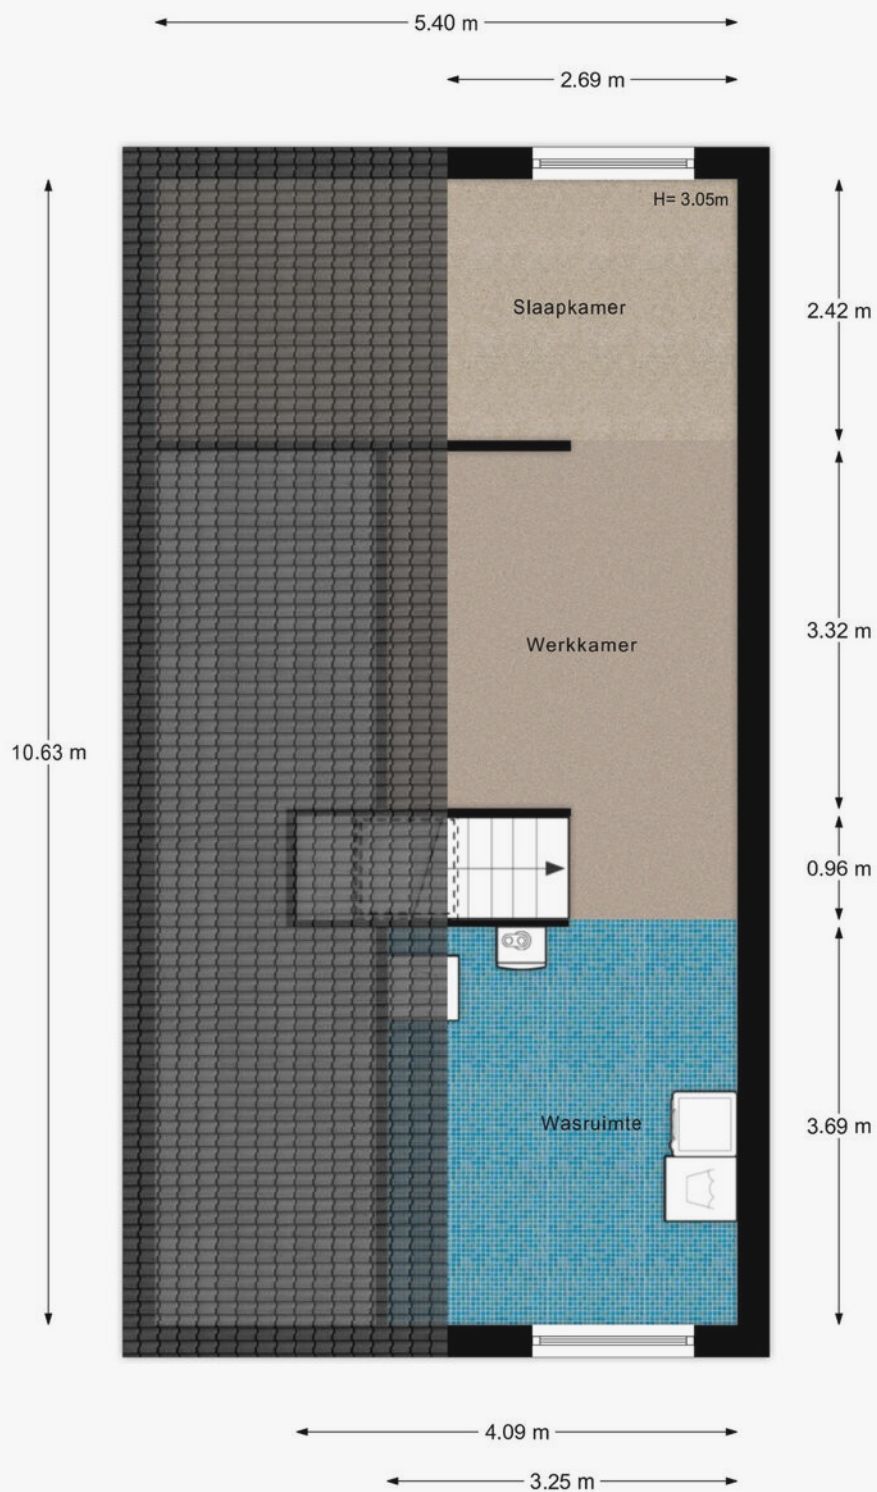 5.40 m
2.69 m
H= 3.05m
Slaapkamer
2.42 m
Werkkamer
3.32 m
10.63 m
0.96 m
Wasruimte
3.69 m
4.09 m
3.25 m